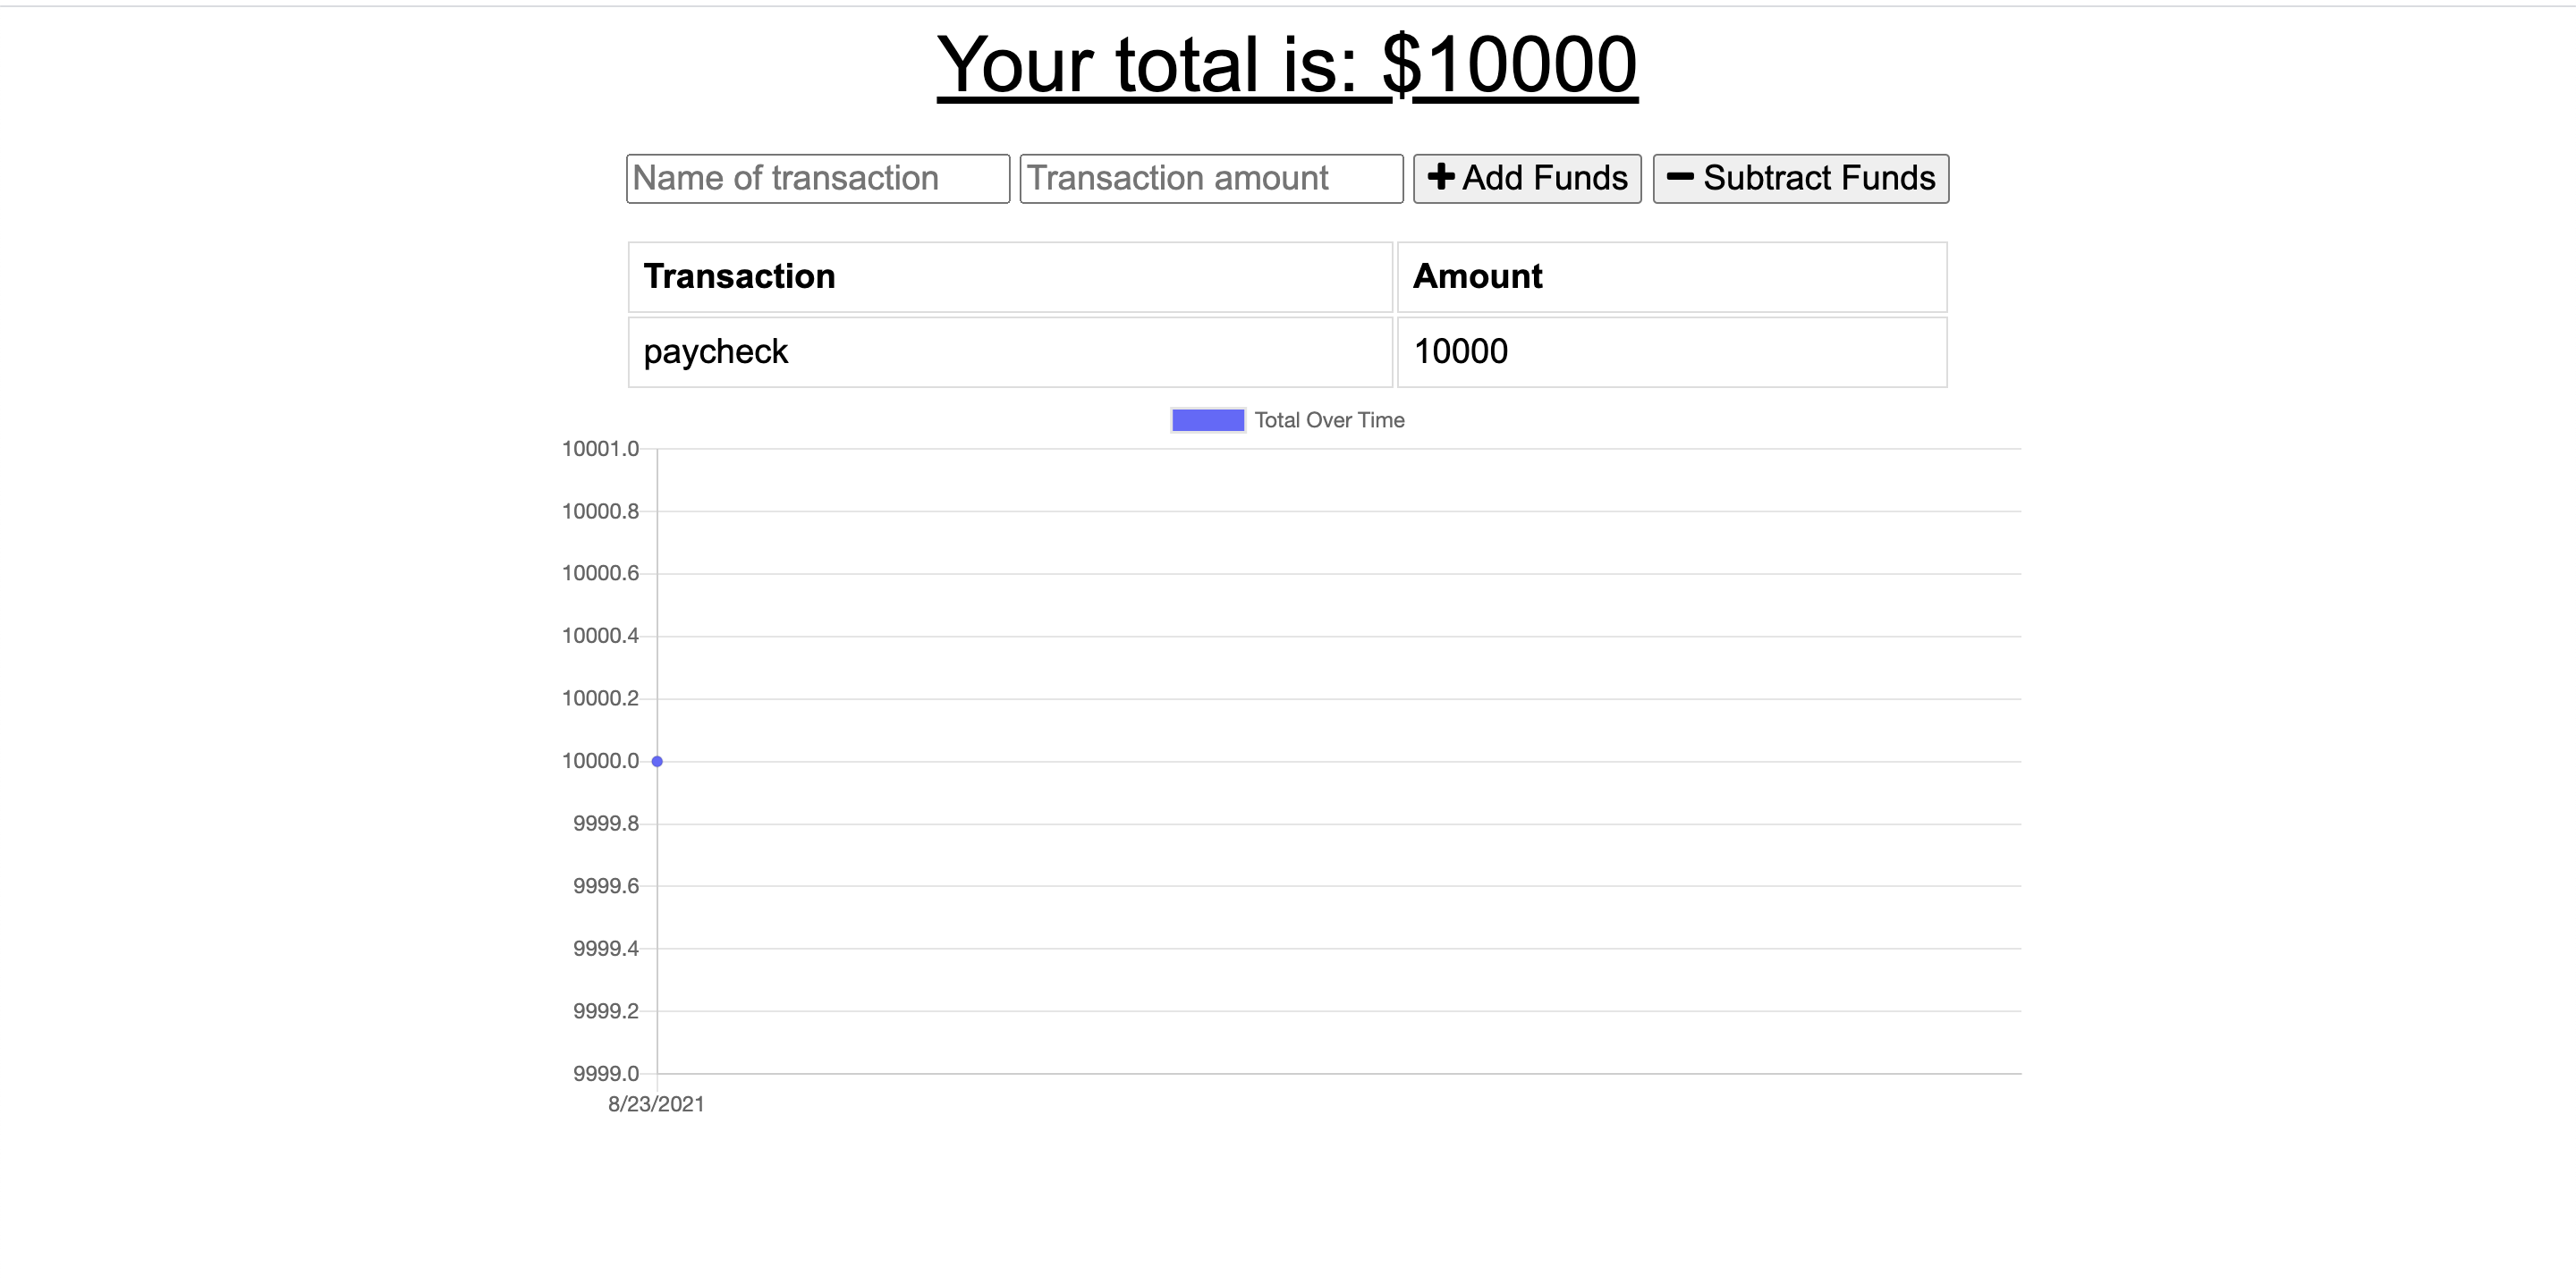 Your total is: $10000
Name of transaction Transaction amount Add Funds Subtract Funds
Transaction Amount
paycheck 10000
Total Over Time
10001.0
10000.8
10000.6
10000.4
10000.2
10000.0
9999.8
9999.6
9999.4
9999.2
9999.0
8/23/2021